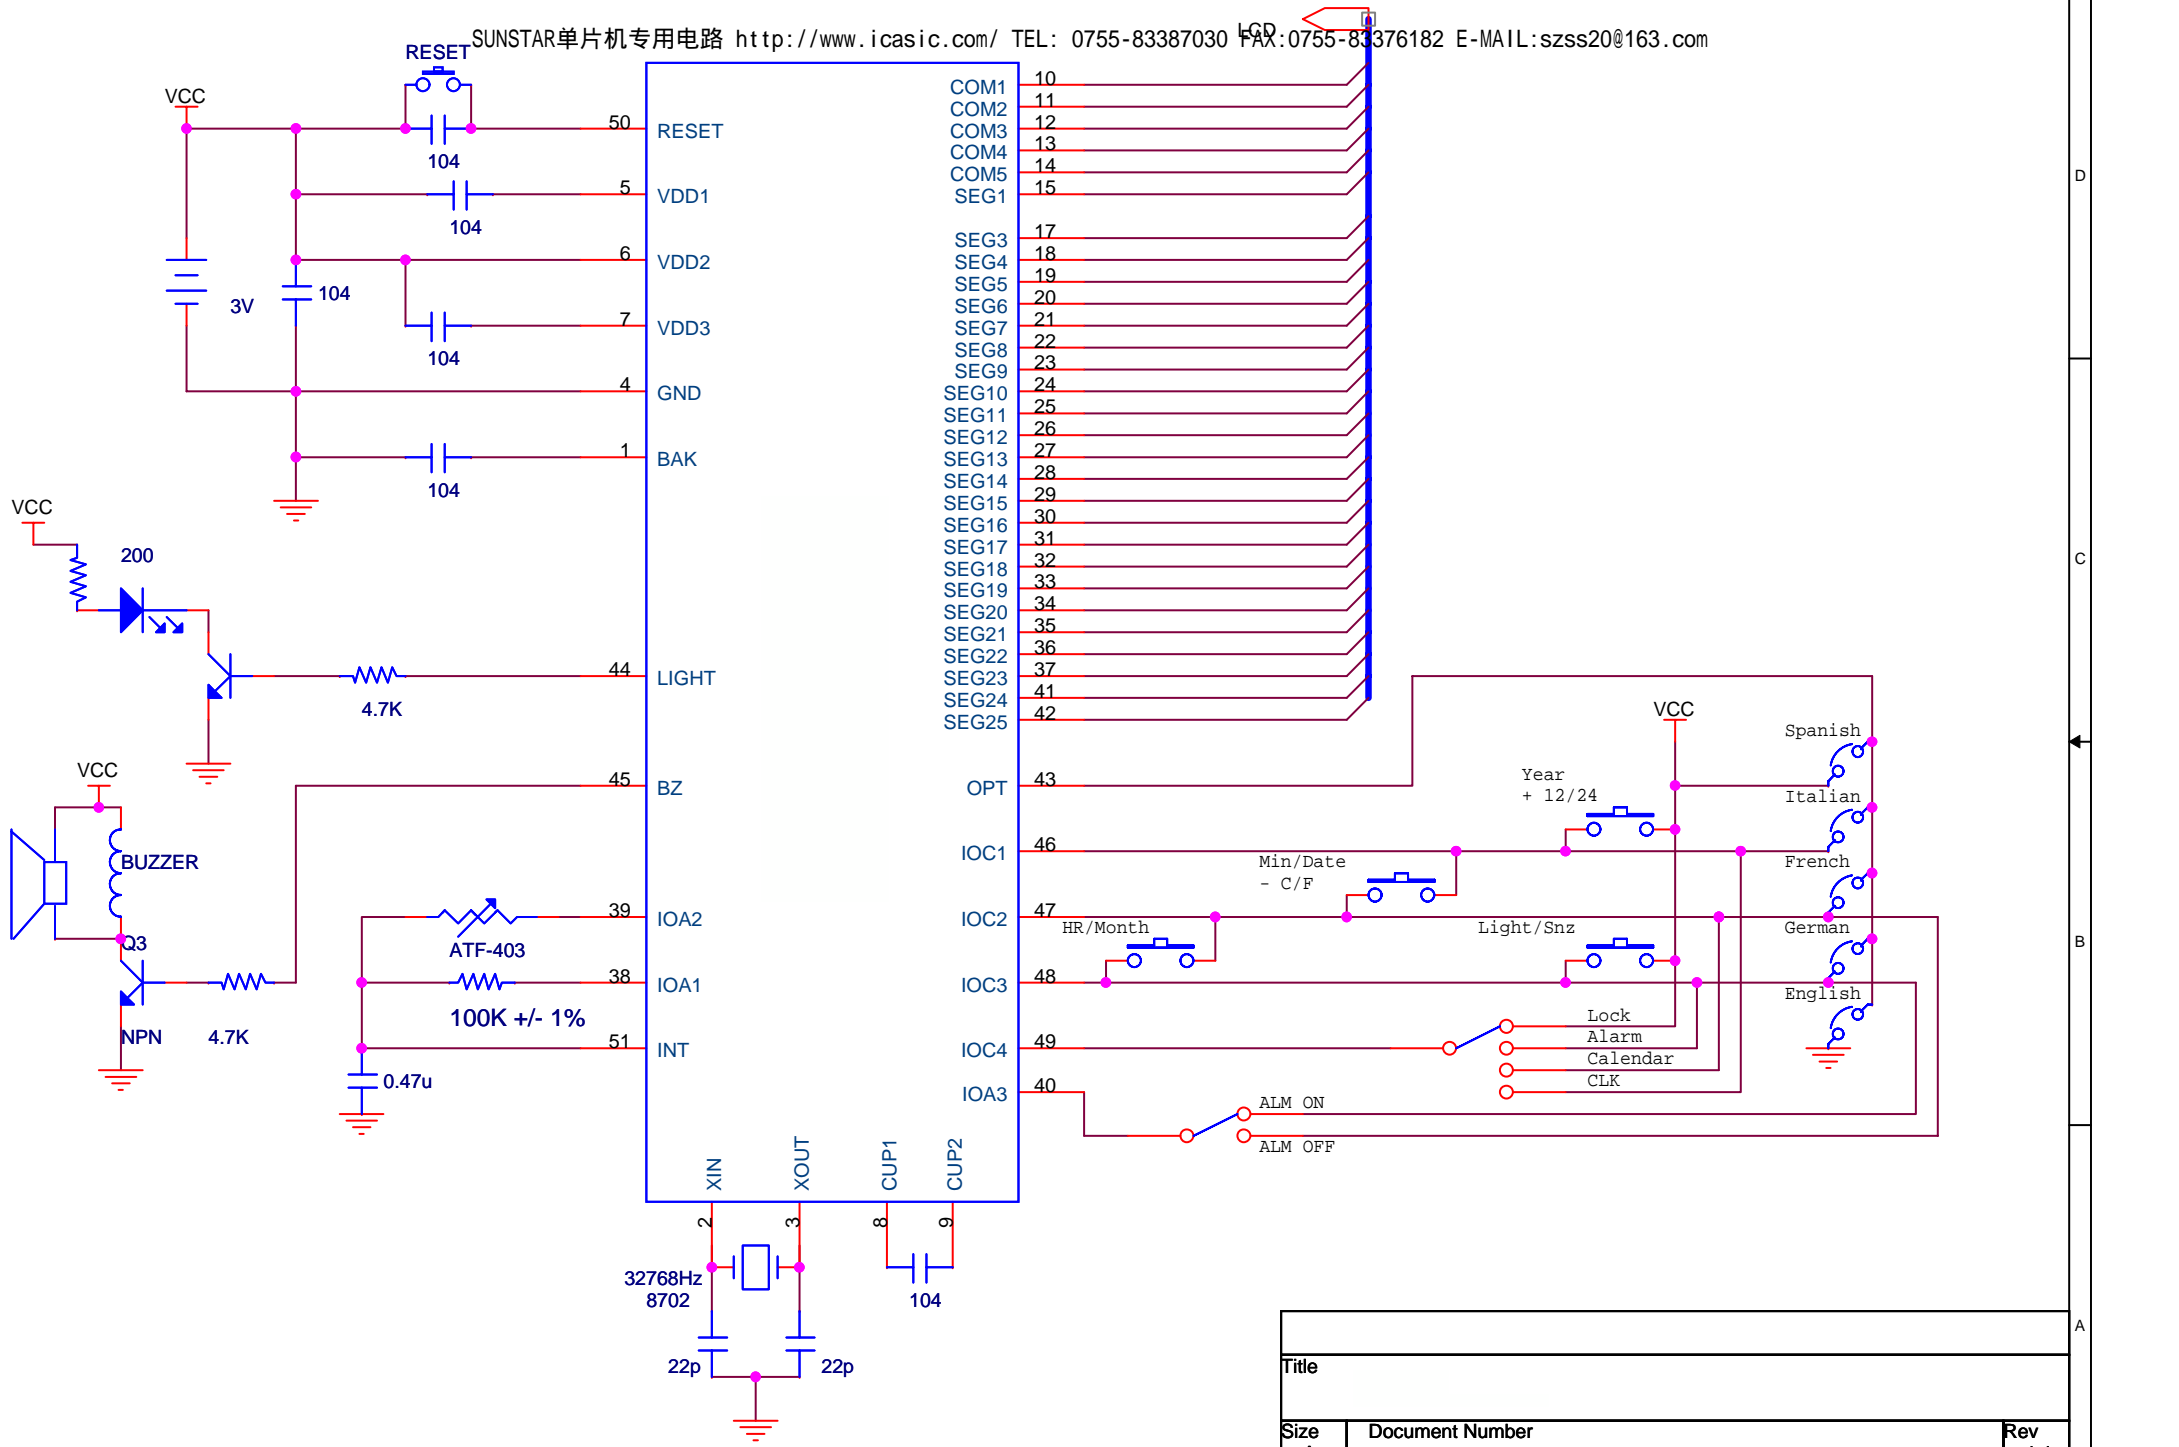 SUNSTAR单片机专用电路 http://www.icasic.com/ TEL: 0755-83387030 FAX:0755-83376182 E-MAIL:szss20@163.com
LCD
RESET
VCC
104
50 RESET
5 VDD1
104
6 VDD2
3V
104
7 VDD3
104
4 GND
1 BAK
104
VCC
200
44 LIGHT
4.7K
VCC
45 BZ
BUZZER
Q3
NPN
4.7K
39 IOA2
ATF-403
38 IOA1
100K +/- 1%
51 INT
0.47u
COM1 10
COM2 11
COM3 12
COM4 13
COM5 14
SEG1 15
SEG3 17
SEG4 18
SEG5 19
SEG6 20
SEG7 21
SEG8 22
SEG9 23
SEG10 24
SEG11 25
SEG12 26
SEG13 27
SEG14 28
SEG15 29
SEG16 30
SEG17 31
SEG18 32
SEG19 33
SEG20 34
SEG21 35
SEG22 36
SEG23 37
SEG24 41
SEG25 42
OPT 43
IOC1 46
IOC2 47
IOC3 48
IOC4 49
IOA3 40
VCC
Year
+ 12/24
Min/Date
- C/F
HR/Month
Light/Snz
Spanish
Italian
French
German
English
Lock
Alarm
Calendar
CLK
ALM ON
ALM OFF
XIN
XOUT
CUP1
CUP2
2
3
8
9
32768Hz
8702
104
22p
22p
D
C
B
A
Title
Size
Document Number
Rev